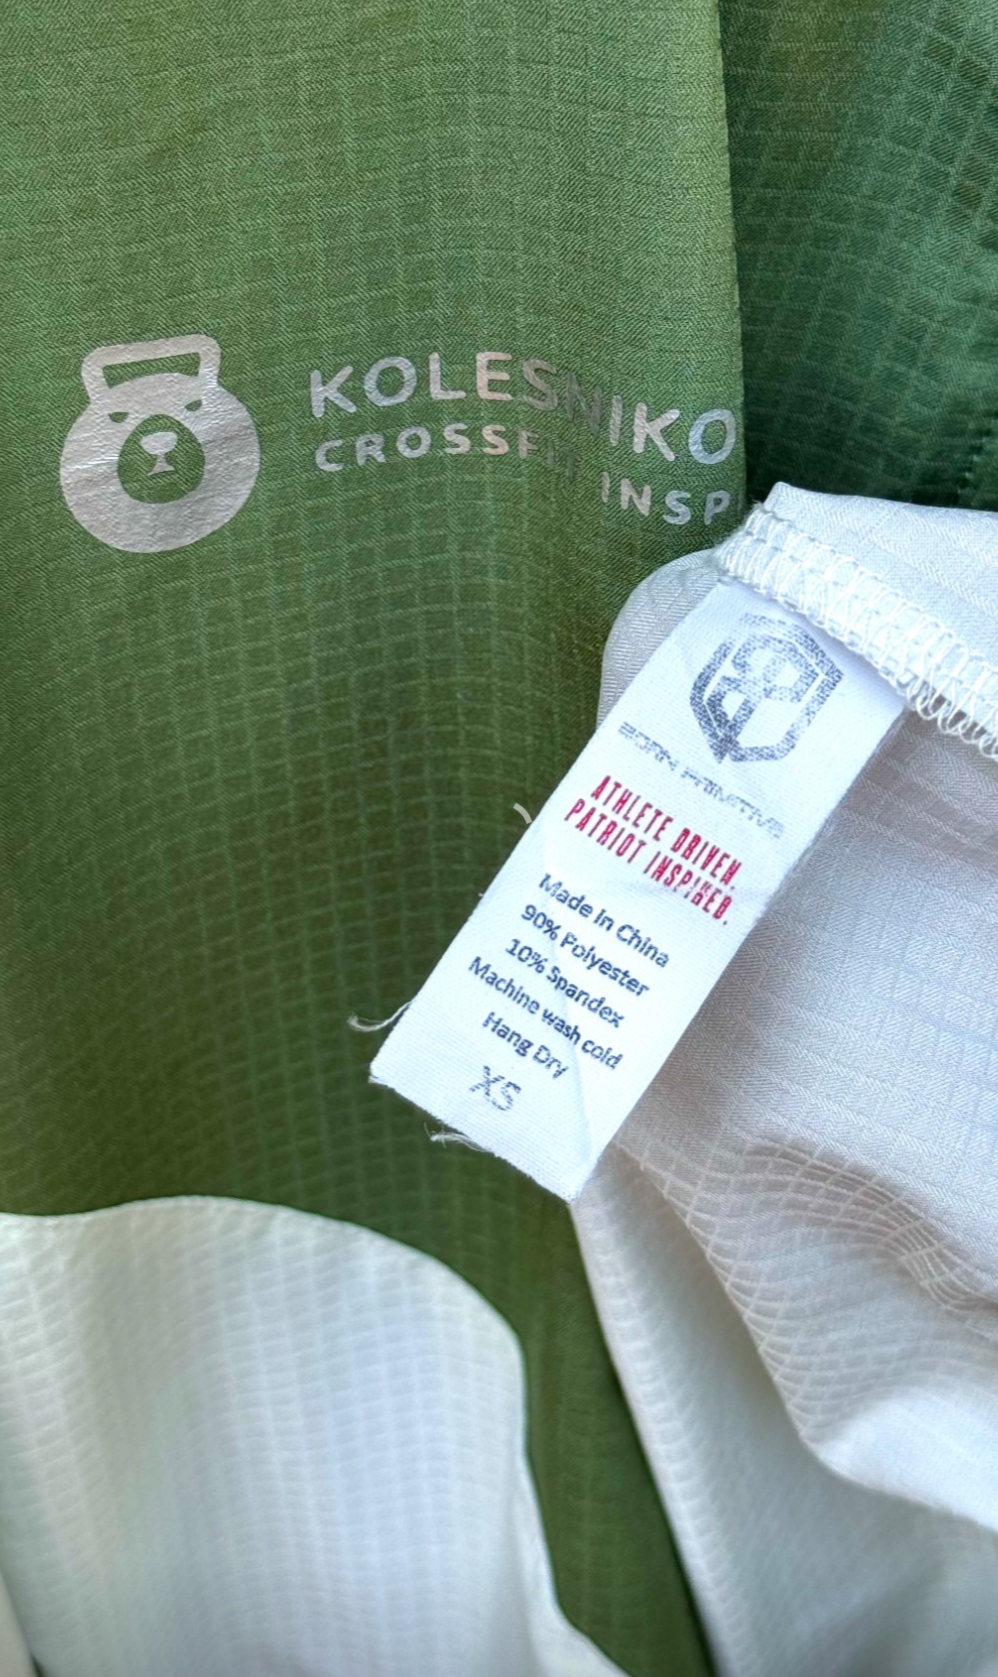 KOLESNIKO
CROSSFIT INSPI
BORN PRIMITIVE
ATHLETE DRIVEN.
PATRIOT INSPIRED.
Made in China
90% Polyester
10% Spandex
Machine wash cold
Hang Dry
XS